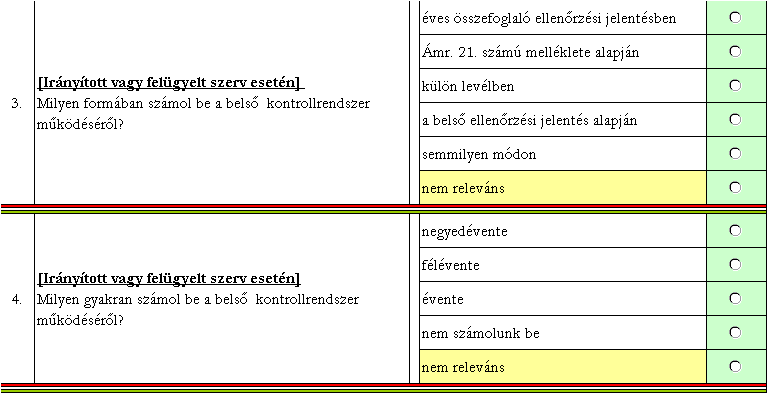 éves összefoglaló ellenőrzési jelentésben
Ámr. 21. számú melléklete alapján
[Irányított vagy felügyelt szerv esetén]
3. Milyen formában számol be a belső kontrollrendszer
működéséről?
külön levélben
a belső ellenőrzési jelentés alapján
semmilyen módon
nem releváns
negyedévente
félévente
[Irányított vagy felügyelt szerv esetén]
4. Milyen gyakran számol be a belső kontrollrendszer
működéséről?
évente
nem számolunk be
nem releváns